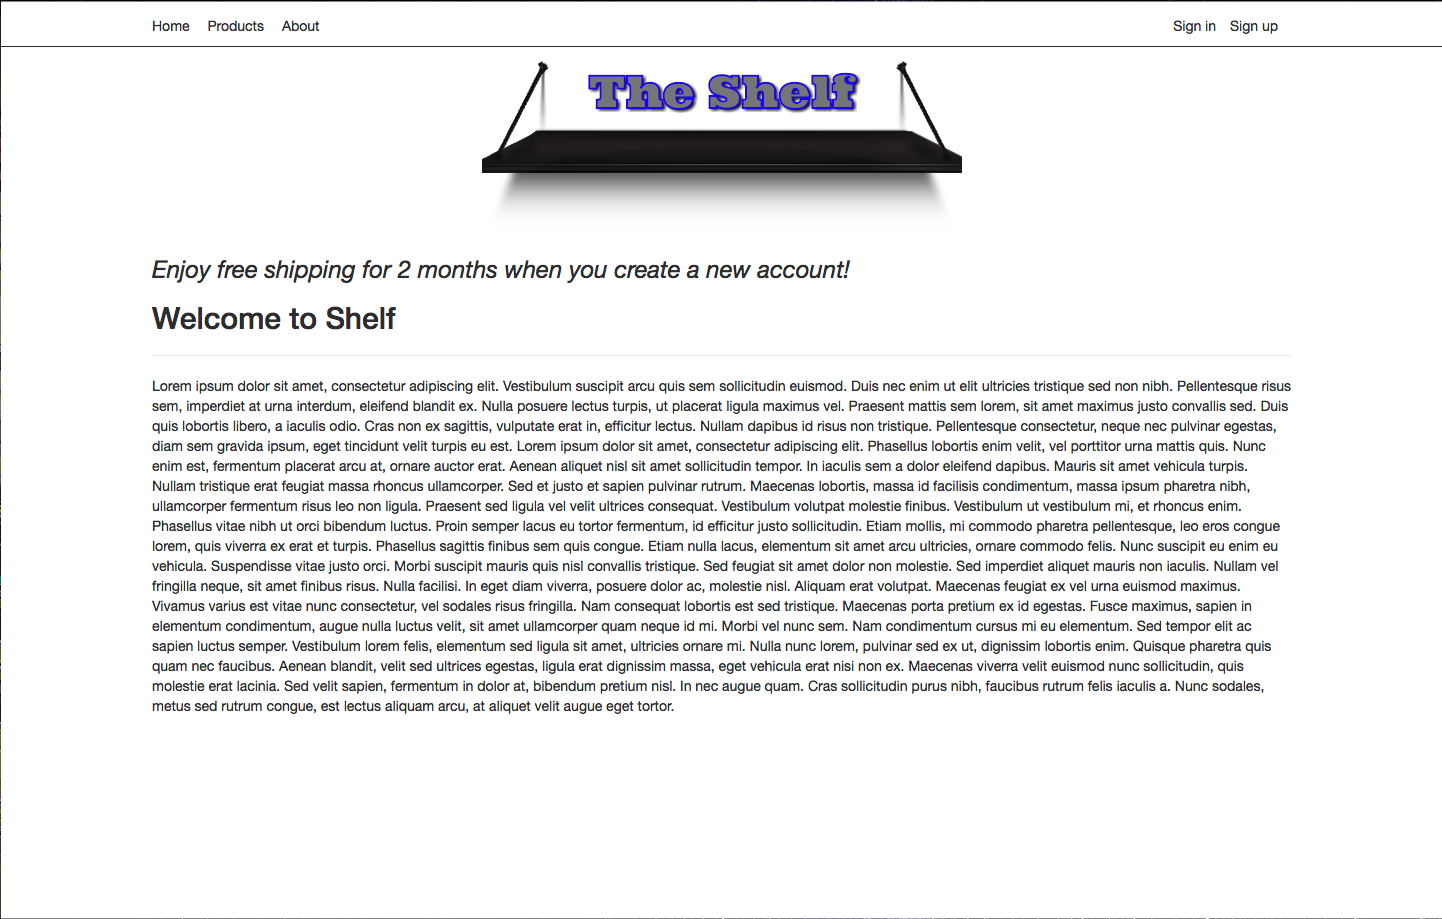 Home Products About Sign in Sign up
The Shelf
Enjoy free shipping for 2 months when you create a new account!
Welcome to Shelf
Lorem ipsum dolor sit amet, consectetur adipiscing elit. Vestibulum suscipit arcu quis sem sollicitudin euismod. Duis nec enim ut elit ultricies tristique sed non nibh. Pellentesque risus
sem, imperdiet at urna interdum, eleifend blandit ex. Nulla posuere lectus turpis, ut placerat ligula maximus vel. Praesent mattis sem lorem, sit amet maximus justo convallis sed. Duis
quis lobortis libero, a iaculis odio. Cras non ex sagittis, vulputate erat in, efficitur lectus. Nullam dapibus id risus non tristique. Pellentesque consectetur, neque nec pulvinar egestas,
diam sem gravida ipsum, eget tincidunt velit turpis eu est. Lorem ipsum dolor sit amet, consectetur adipiscing elit. Phasellus lobortis enim velit, vel porttitor urna mattis quis. Nunc
enim est, fermentum placerat arcu at, ornare auctor erat. Aenean aliquet nisl sit amet sollicitudin tempor. In iaculis sem a dolor eleifend dapibus. Mauris sit amet vehicula turpis.
Nullam tristique erat feugiat massa rhoncus ullamcorper. Sed et justo et sapien pulvinar rutrum. Maecenas lobortis, massa id facilisis condimentum, massa ipsum pharetra nibh,
ullamcorper fermentum risus leo non ligula. Praesent sed ligula vel velit ultrices consequat. Vestibulum volutpat molestie finibus. Vestibulum ut vestibulum mi, et rhoncus enim.
Phasellus vitae nibh ut orci bibendum luctus. Proin semper lacus eu tortor fermentum, id efficitur justo sollicitudin. Etiam mollis, mi commodo pharetra pellentesque, leo eros congue
lorem, quis viverra ex erat et turpis. Phasellus sagittis finibus sem quis congue. Etiam nulla lacus, elementum sit amet arcu ultricies, ornare commodo felis. Nunc suscipit eu enim eu
vehicula. Suspendisse vitae justo orci. Morbi suscipit mauris quis nisl convallis tristique. Sed feugiat sit amet dolor non molestie. Sed imperdiet aliquet mauris non iaculis. Nullam vel
fringilla neque, sit amet finibus risus. Nulla facilisi. In eget diam viverra, posuere dolor ac, molestie nisl. Aliquam erat volutpat. Maecenas feugiat ex vel urna euismod maximus.
Vivamus varius est vitae nunc consectetur, vel sodales risus fringilla. Nam consequat lobortis est sed tristique. Maecenas porta pretium ex id egestas. Fusce maximus, sapien in
elementum condimentum, augue nulla luctus velit, sit amet ullamcorper quam neque id mi. Morbi vel nunc sem. Nam condimentum cursus mi eu elementum. Sed tempor elit ac
sapien luctus semper. Vestibulum lorem felis, elementum sed ligula sit amet, ultricies ornare mi. Nulla nunc lorem, pulvinar sed ex ut, dignissim lobortis enim. Quisque pharetra quis
quam nec faucibus. Aenean blandit, velit sed ultrices egestas, ligula erat dignissim massa, eget vehicula erat nisi non ex. Maecenas viverra velit euismod nunc sollicitudin, quis
molestie erat lacinia. Sed velit sapien, fermentum in dolor at, bibendum pretium nisl. In nec augue quam. Cras sollicitudin purus nibh, faucibus rutrum felis iaculis a. Nunc sodales,
metus sed rutrum congue, est lectus aliquam arcu, at aliquet velit augue eget tortor.